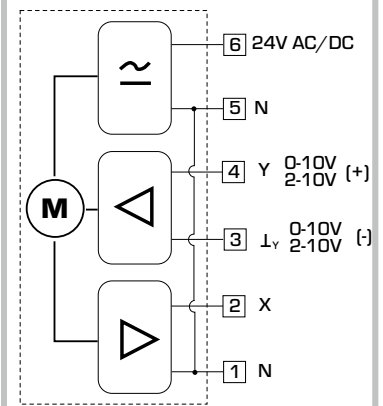 6 24V AC/DC
5 N
4 Y 0-10V 2-10V (+)
M
3 ⊥Y 0-10V 2-10V (-)
2 X
1 N